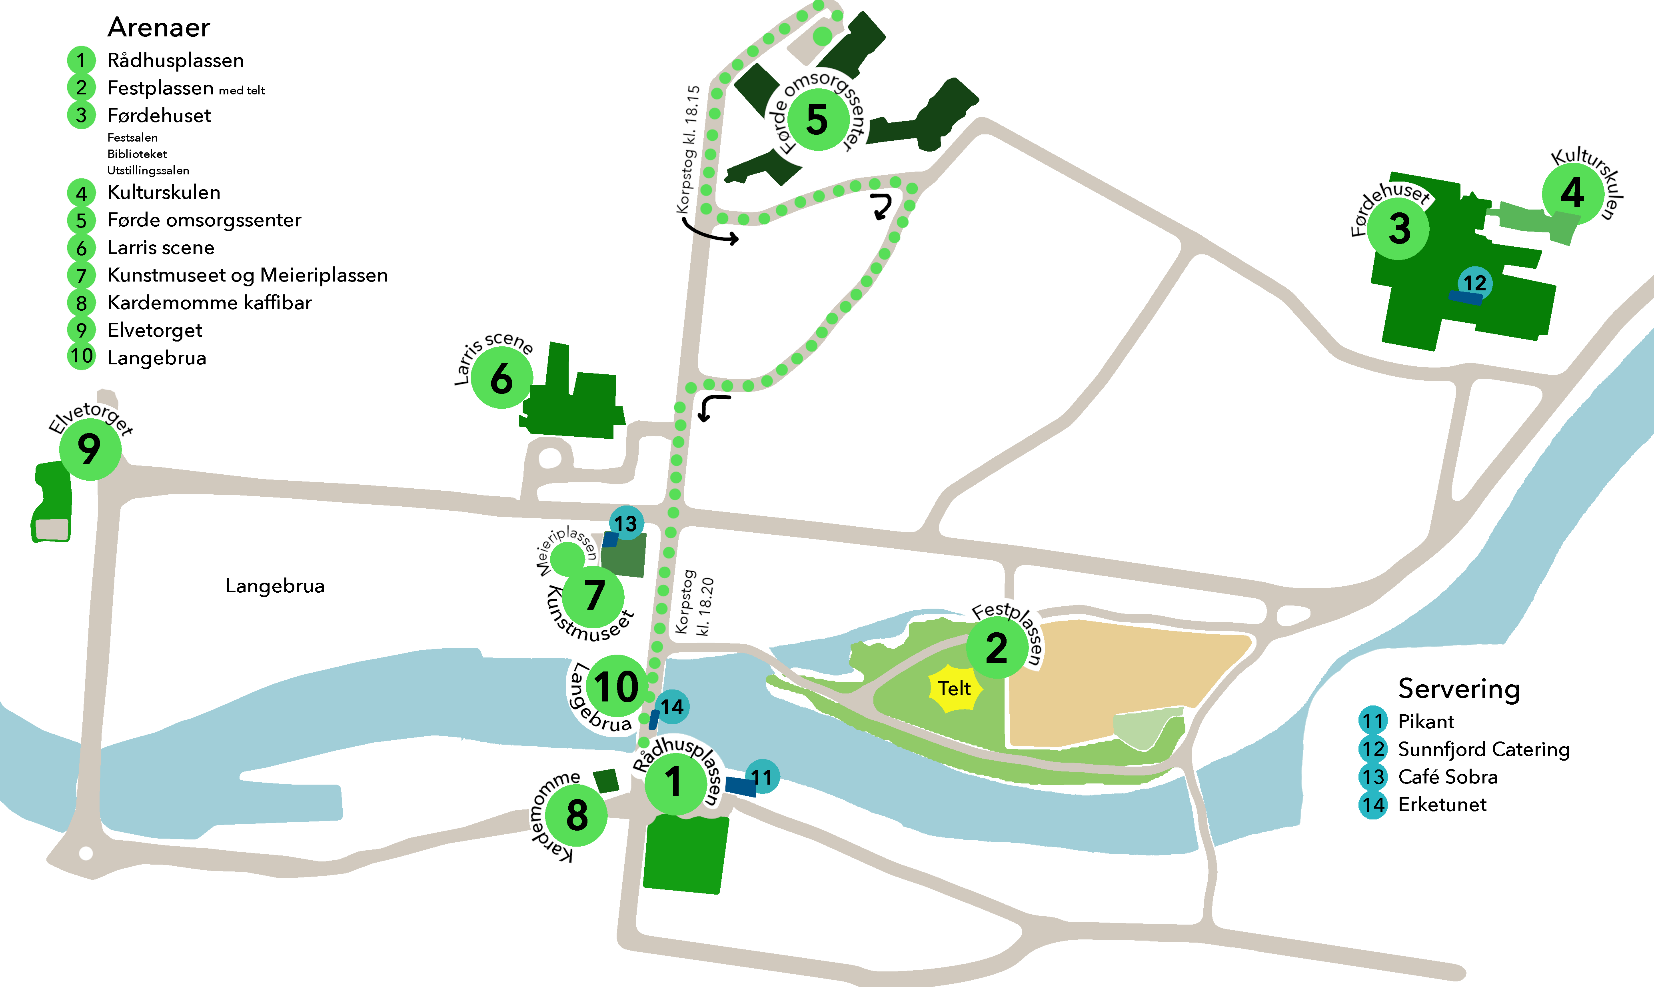 Arenaer
1 Rådhusplassen
2 Festplassen med telt
3 Førdehuset
Festsalen
Biblioteket
Utstillingssalen
4 Kulturskulen
5 Førde omsorgssenter
6 Larris scene
7 Kunstmuseet og Meieriplassen
8 Kardemomme kaffibar
9 Elvetorget
10 Langebrua
Korpstog kl. 18.15
Førde omsorgssenter
5
Kulturskulen
4
Førdehuset
3
12
Larris scene
6
Elvetorget
9
13
Meieriplassen
7
Kunstmuseet
Langebrua
Korpstog
kl. 18.20
Festplassen
2
Telt
10
Langebrua
14
Rådhusplassen
1
11
Kardemomme
8
Servering
11 Pikant
12 Sunnfjord Catering
13 Café Sobra
14 Erketunet